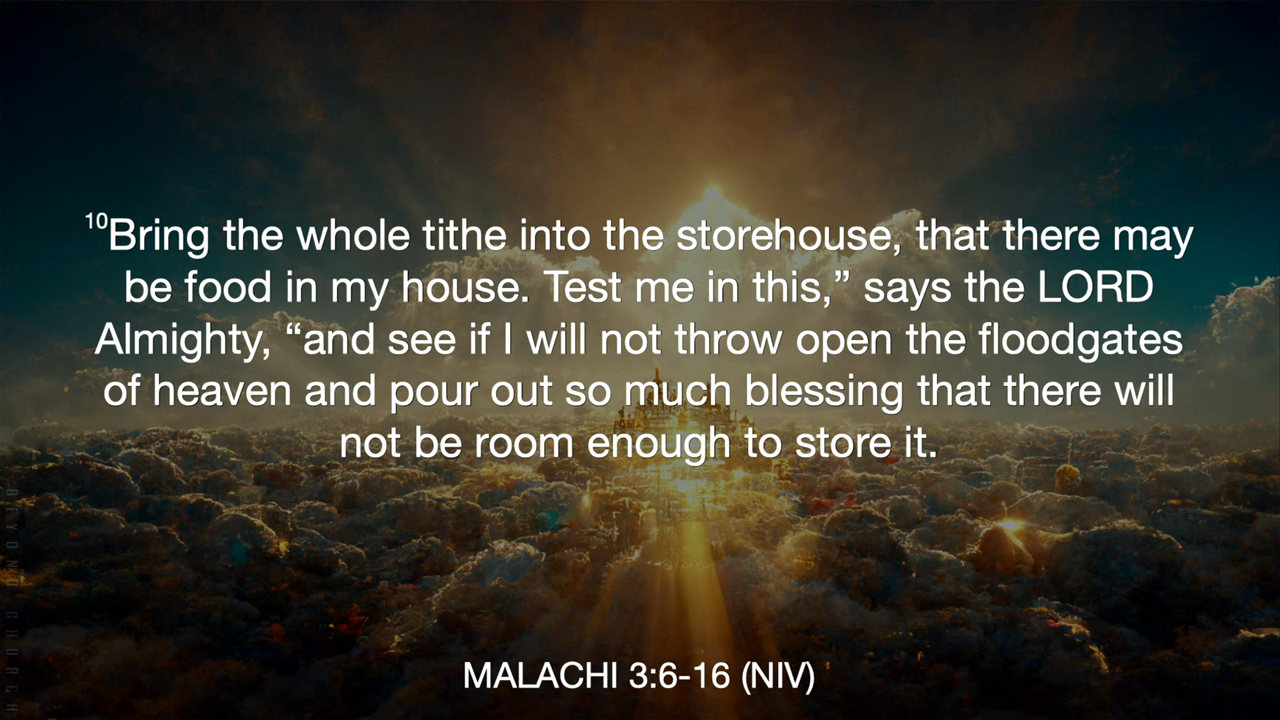 ¹⁰Bring the whole tithe into the storehouse, that there may
be food in my house. Test me in this,” says the LORD
Almighty, “and see if I will not throw open the floodgates
of heaven and pour out so much blessing that there will
not be room enough to store it.
MALACHI 3:6-16 (NIV)
BEYOND CHURCH